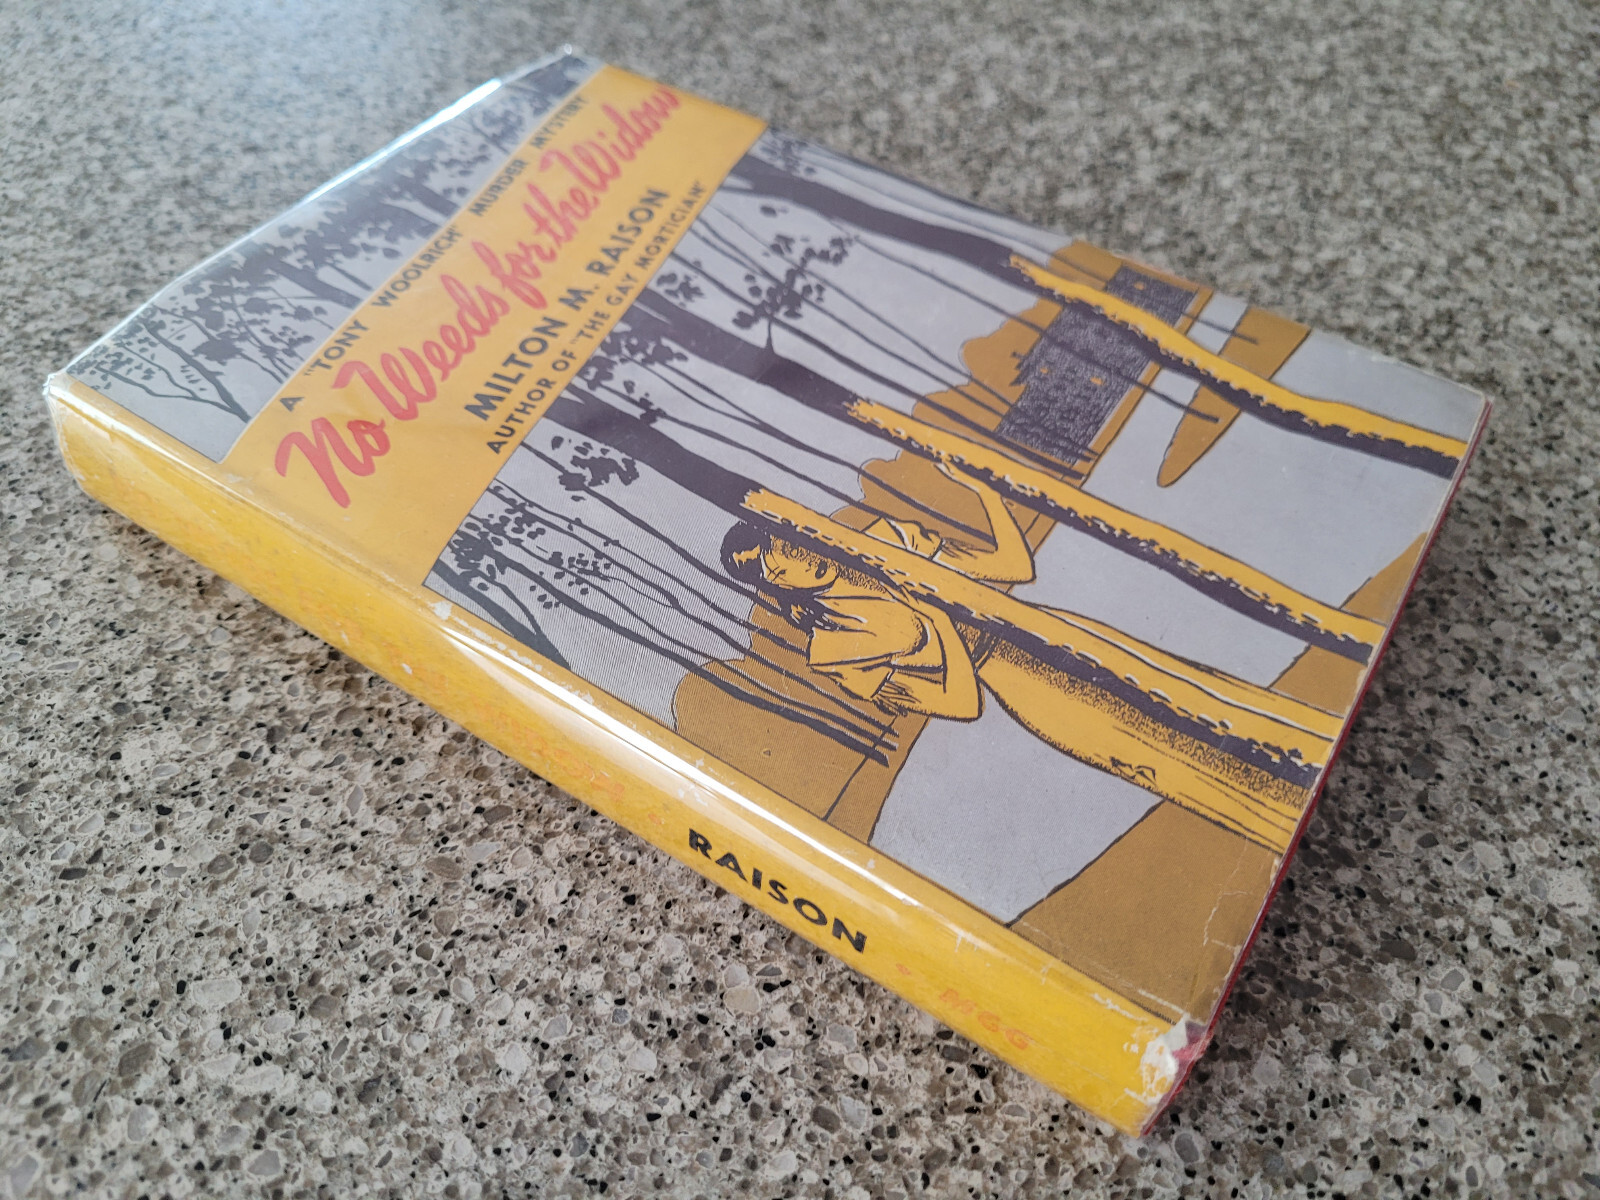 A "TONY WOOLRICH" MURDER MYSTERY
No Weeds for the Widow
MILTON M. RAISON
AUTHOR OF "THE GAY MORTICIAN"
RAISON
MGG